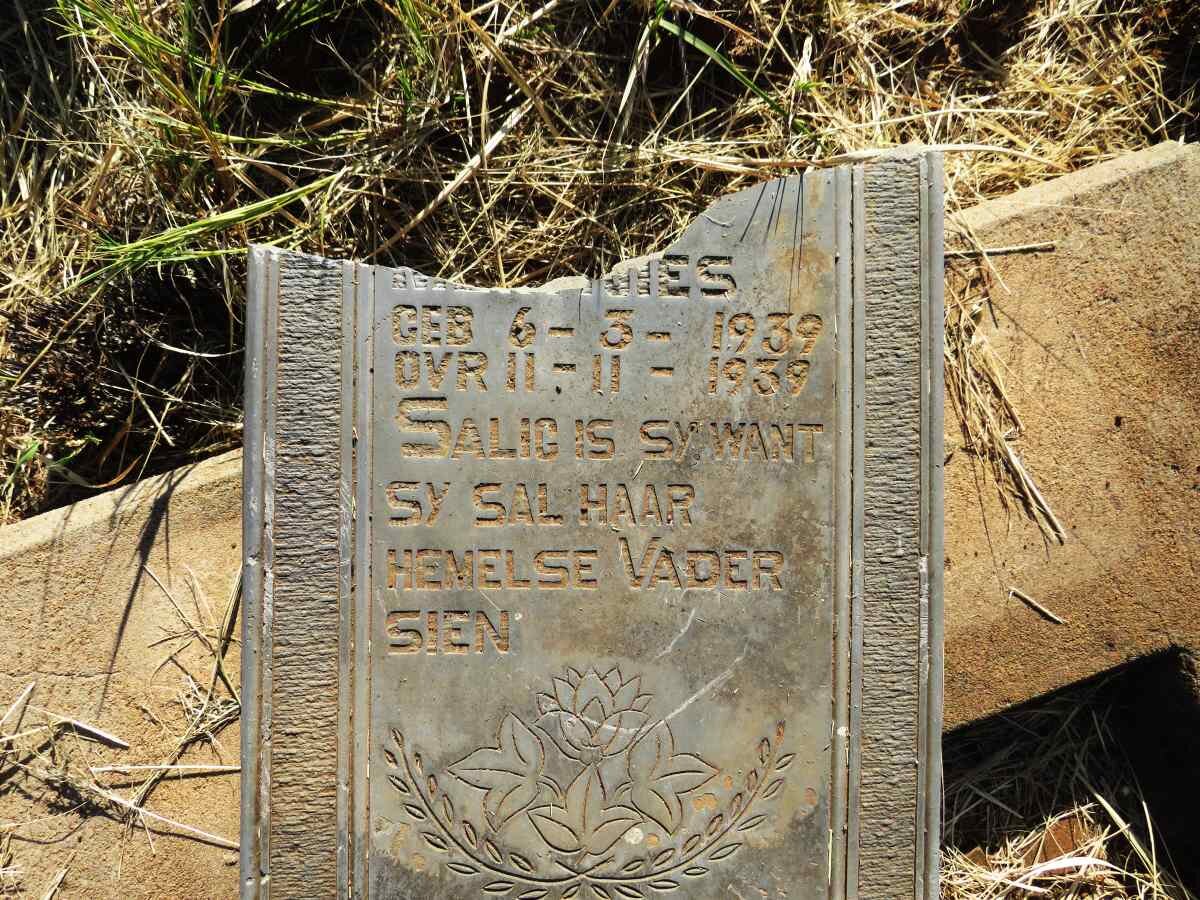 GEB 6 - 3 - 1939
OVR 11 - 11 - 1939
SALIG IS SY WANT
SY SAL HAAR
HEMELSE VADER
SIEN